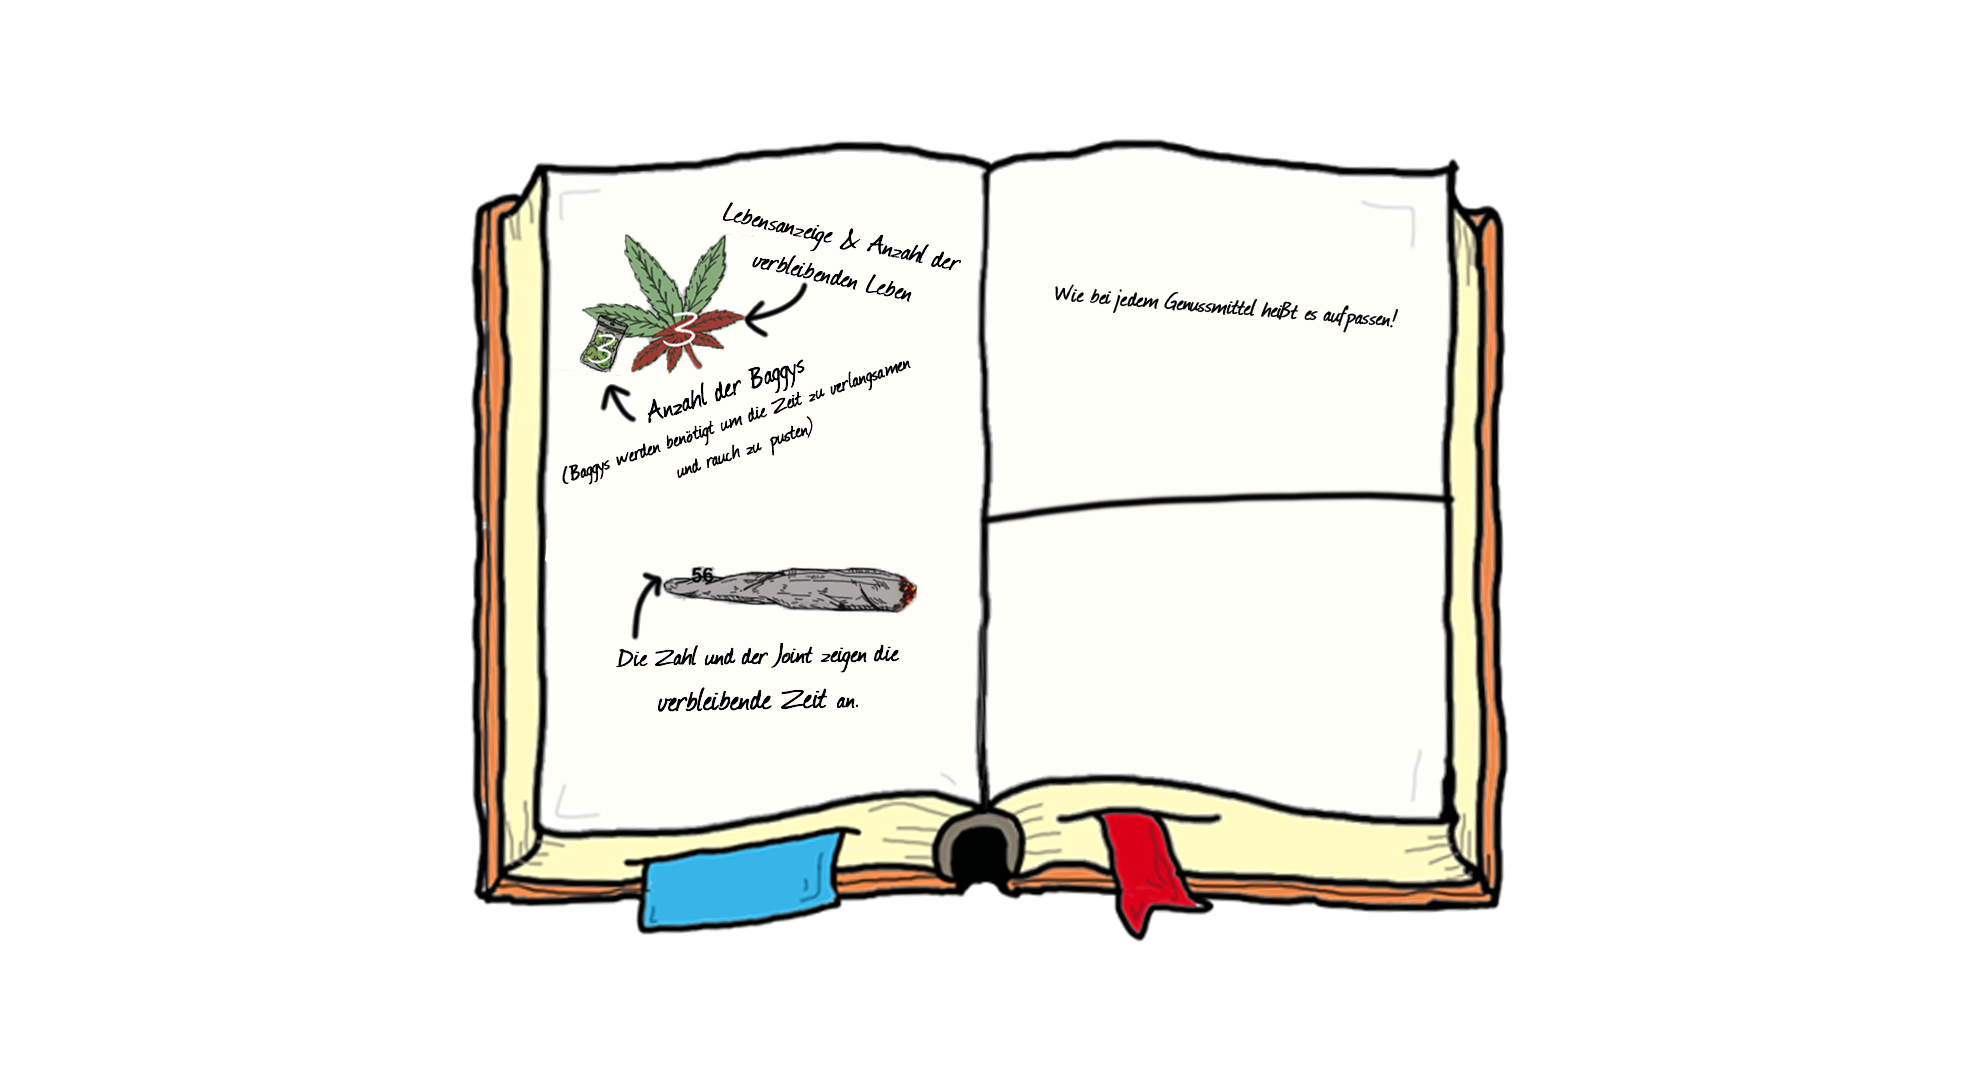 Lebensanzeige & Anzahl der
verbleibenden Leben
3
3
Anzahl der Baggys
(Baggys werden benötigt um die Zeit zu verlangsamen
und rauch zu pusten)
56
Die Zahl und der Joint zeigen die
verbleibende Zeit an.
Wie bei jedem Genussmittel heißt es aufpassen!